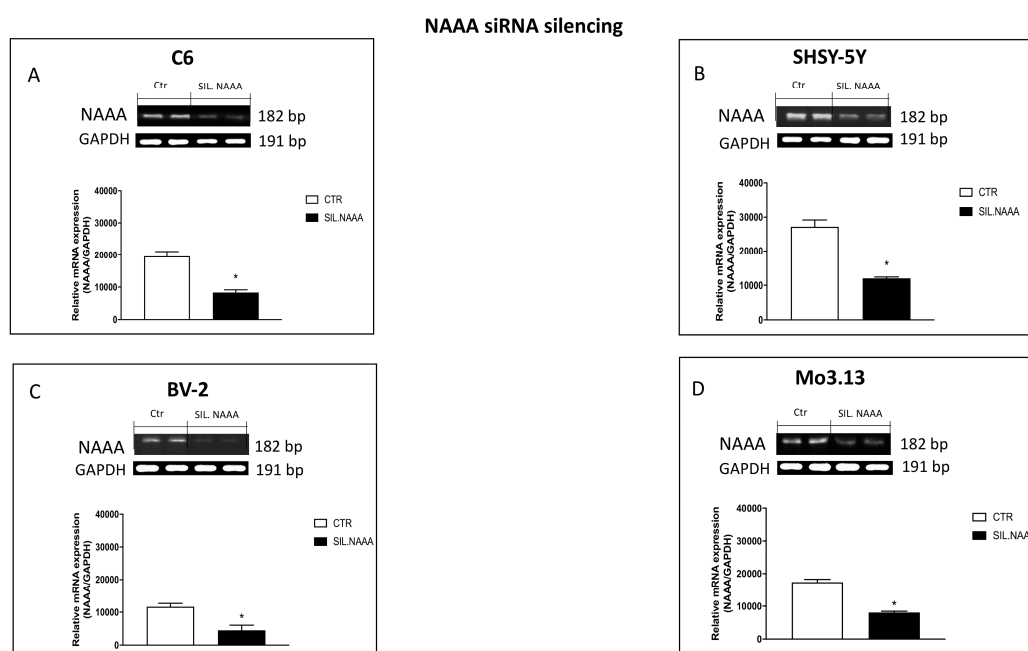 NAAA siRNA silencing
A
C6
Ctr SIL. NAAA
NAAA 182 bp
GAPDH 191 bp
Relative mRNA expression
(NAAA/GAPDH)
40000
30000
20000
10000
0
*
CTR
SIL.NAAA
B
SHSY-5Y
Ctr SIL. NAAA
NAAA 182 bp
GAPDH 191 bp
Relative mRNA expression
(NAAA/GAPDH)
40000
30000
20000
10000
0
*
CTR
SIL.NAAA
C
BV-2
Ctr SIL. NAAA
NAAA 182 bp
GAPDH 191 bp
Relative mRNA expression
(NAAA/GAPDH)
40000
30000
20000
10000
0
*
CTR
SIL.NAAA
D
Mo3.13
Ctr SIL. NAAA
NAAA 182 bp
GAPDH 191 bp
Relative mRNA expression
(NAAA/GAPDH)
40000
30000
20000
10000
0
*
CTR
SIL.NAA